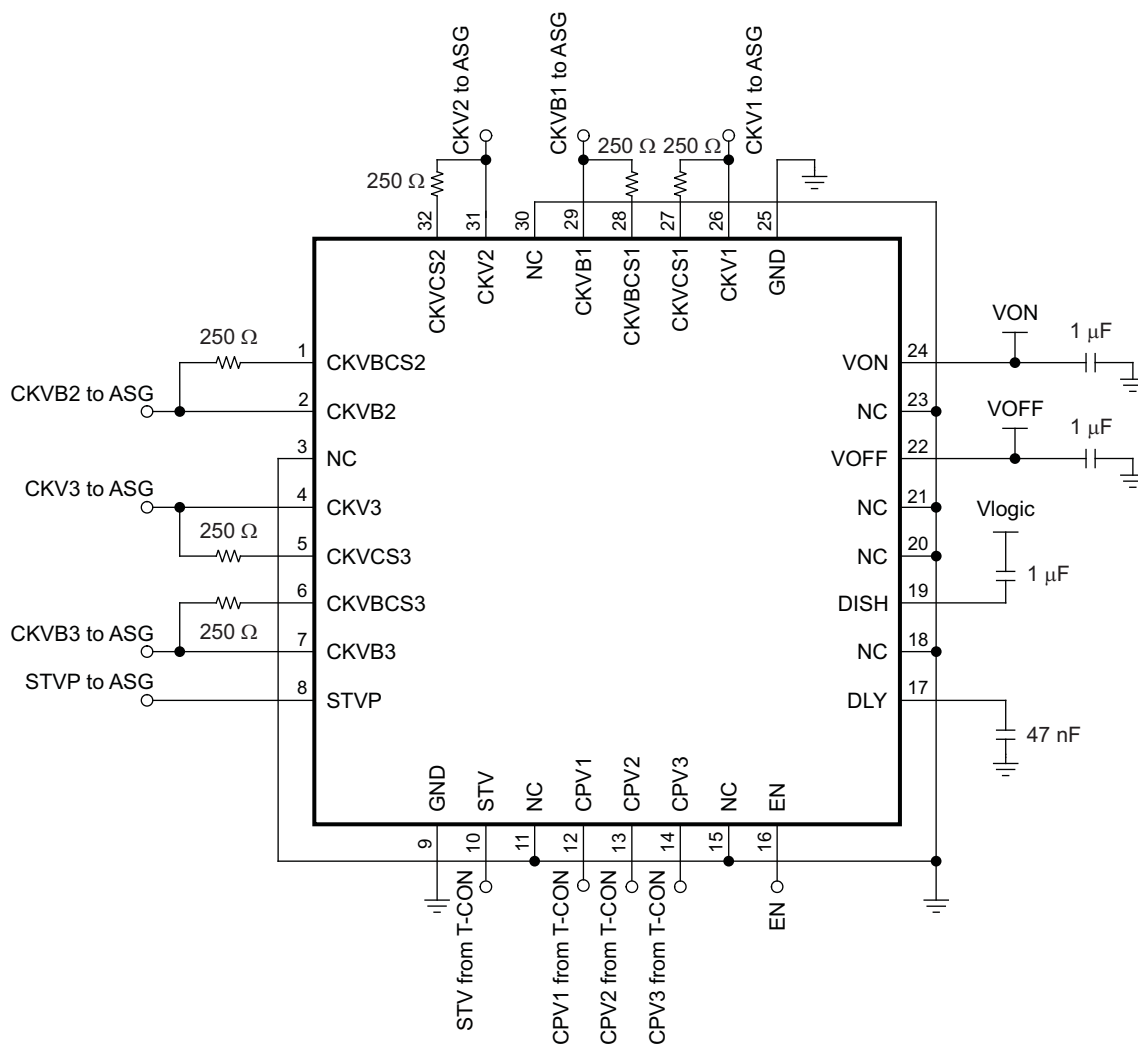 CKV2 to ASG
CKVB1 to ASG
CKV1 to ASG
250 Ω
250 Ω
250 Ω
32
31
30
29
28
27
26
25
CKVCS2
CKV2
NC
CKVB1
CKVBCS1
CKVCS1
CKV1
GND
250 Ω
1
CKVBCS2
CKVB2 to ASG
2
CKVB2
3
NC
CKV3 to ASG
4
CKV3
250 Ω
5
CKVCS3
6
CKVBCS3
CKVB3 to ASG
250 Ω
7
CKVB3
STVP to ASG
8
STVP
VON
1 μF
VON
24
NC
23
VOFF
1 μF
VOFF
22
NC
21
Vlogic
NC
20
1 μF
DISH
19
NC
18
DLY
17
47 nF
GND
STV
NC
CPV1
CPV2
CPV3
NC
EN
9
10
11
12
13
14
15
16
STV from T-CON
CPV1 from T-CON
CPV2 from T-CON
CPV3 from T-CON
EN